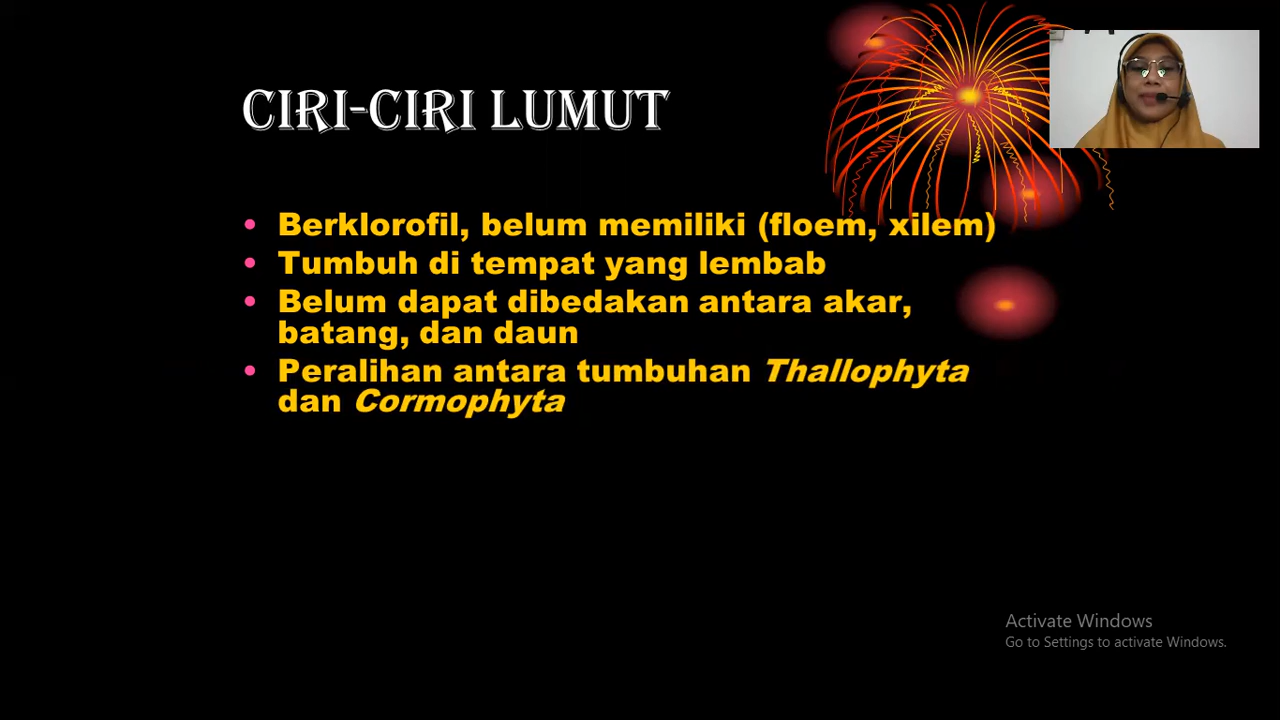 CIRI-CIRI LUMUT
• Berklorofil, belum memiliki (floem, xilem)
• Tumbuh di tempat yang lembab
• Belum dapat dibedakan antara akar,
batang, dan daun
• Peralihan antara tumbuhan Thallophyta
dan Cormophyta
Activate Windows
Go to Settings to activate Windows.